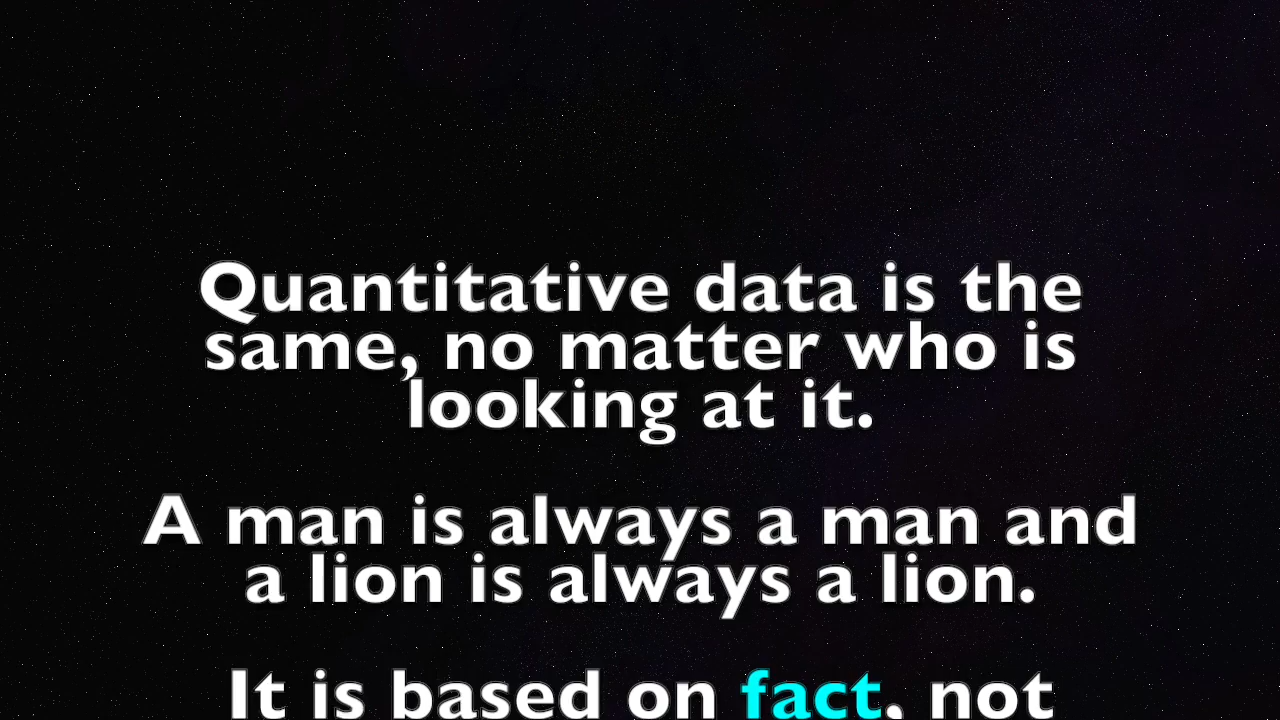 Quantitative data is the
same, no matter who is
looking at it.
A man is always a man and
a lion is always a lion.
It is based on fact, not